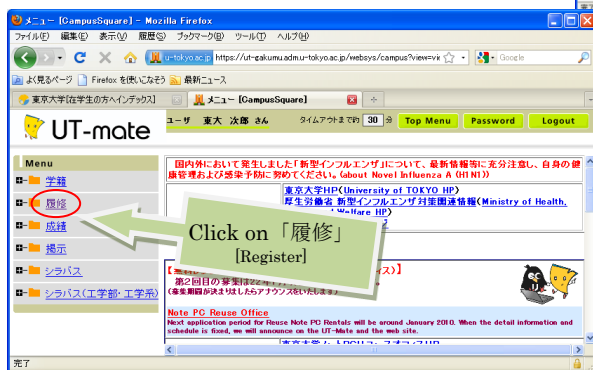 メニュー [CampusSquare] - Mozilla Firefox
ファイル(F) 編集(E) 表示(V) 履歴(S) ブックマーク(B) ツール(T) ヘルプ(H)
u-tokyo.ac.jp https://ut-gakumu.adm.u-tokyo.ac.jp/websys/campus?view=vie Google
よく見るページ Firefox を使いこなそう 最新ニュース
東京大学[在学生の方へインデックス] メニュー [CampusSquare]
UT-mate ユーザ 東大 次郎 さん タイムアウトまで約 30 分 Top Menu Password Logout
Menu
学籍
履修
成績
掲示
シラバス
シラバス(工学部・工学系)
国内外において発生しました「新型インフルエンザ」について、最新情報等に充分注意し、自身の健
康管理および感染予防に努めてください。(about Novel Influenza A (H1N1))
東京大学HP(University of TOKYO HP)
厚生労働省 新型インフルエンザ対策関連情報(Ministry of Health,
Welfare HP)
Click on「履修」
[Register]
第2回目の募集は22年1月
(募集期間が決まりましたらアナウンスをいたします)
Note PC Reuse Office
Next application period for Reuse Note PC Rentals will be around January 2010. When the detail information and
schedule is fixed, we will announce on the UT-Mate and the web site.
完了